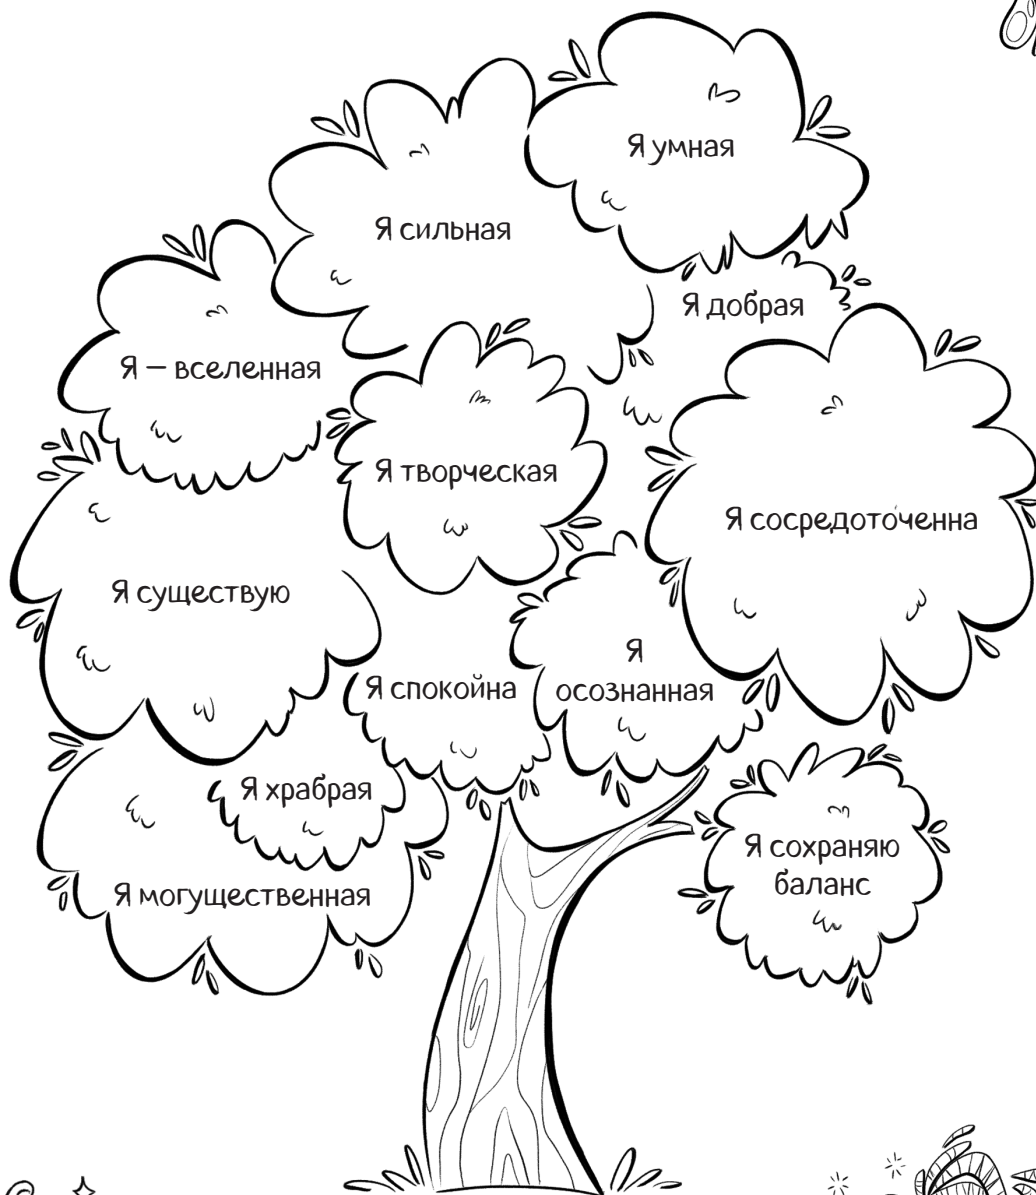 Я умная
Я сильная
Я добрая
Я – вселенная
Я творческая
Я сосредоточенна
Я существую
Я спокойна
Я
осознанная
Я храбрая
Я сохраняю
баланс
Я могущественная